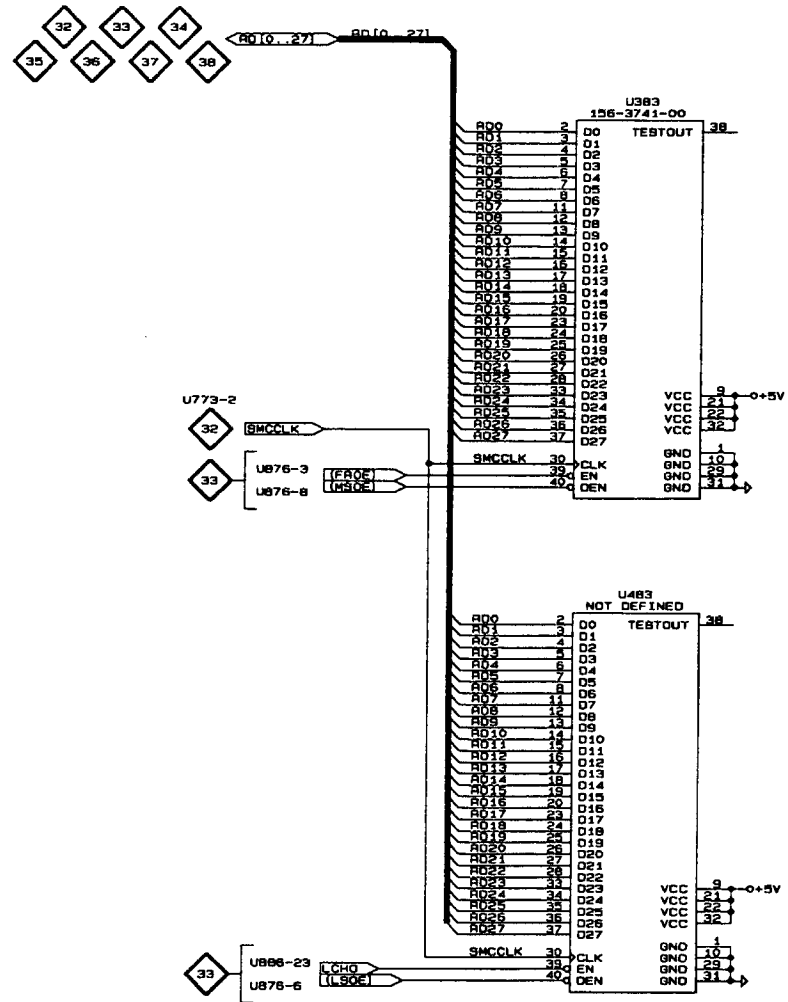 32 33 34
35 36 37 38
AD[0..27] AD[0..27]
U383
156-3741-00
AD0 2 D0 TESTOUT 38
AD1 3 D1
AD2 4 D2
AD3 5 D3
AD4 6 D4
AD5 7 D5
AD6 8 D6
AD7 11 D7
AD8 12 D8
AD9 13 D9
AD10 14 D10
AD11 15 D11
AD12 16 D12
AD13 17 D13
AD14 18 D14
AD15 19 D15
AD16 20 D16
AD17 23 D17
AD18 24 D18
AD19 25 D19
AD20 26 D20
AD21 27 D21
AD22 28 D22
AD23 33 D23 VCC 9 +5V
AD24 34 D24 VCC 21
AD25 35 D25 VCC 22
AD26 36 D26 VCC 32
AD27 37 D27
U773-2
32 SMCCLK
GND 1
SMCCLK 30 CLK GND 10
33 U876-3 (FAOE) 39 EN GND 29
U876-8 (MSOE) 40 OEN GND 31
U483
NOT DEFINED
AD0 2 D0 TESTOUT 38
AD1 3 D1
AD2 4 D2
AD3 5 D3
AD4 6 D4
AD5 7 D5
AD6 8 D6
AD7 11 D7
AD8 12 D8
AD9 13 D9
AD10 14 D10
AD11 15 D11
AD12 16 D12
AD13 17 D13
AD14 18 D14
AD15 19 D15
AD16 20 D16
AD17 23 D17
AD18 24 D18
AD19 25 D19
AD20 26 D20
AD21 27 D21
AD22 28 D22
AD23 33 D23 VCC 9 +5V
AD24 34 D24 VCC 21
AD25 35 D25 VCC 22
AD26 36 D26 VCC 32
AD27 37 D27
GND 1
SMCCLK 30 CLK GND 10
33 U886-23 LCHO 39 EN GND 29
U876-6 (LSOE) 40 OEN GND 31